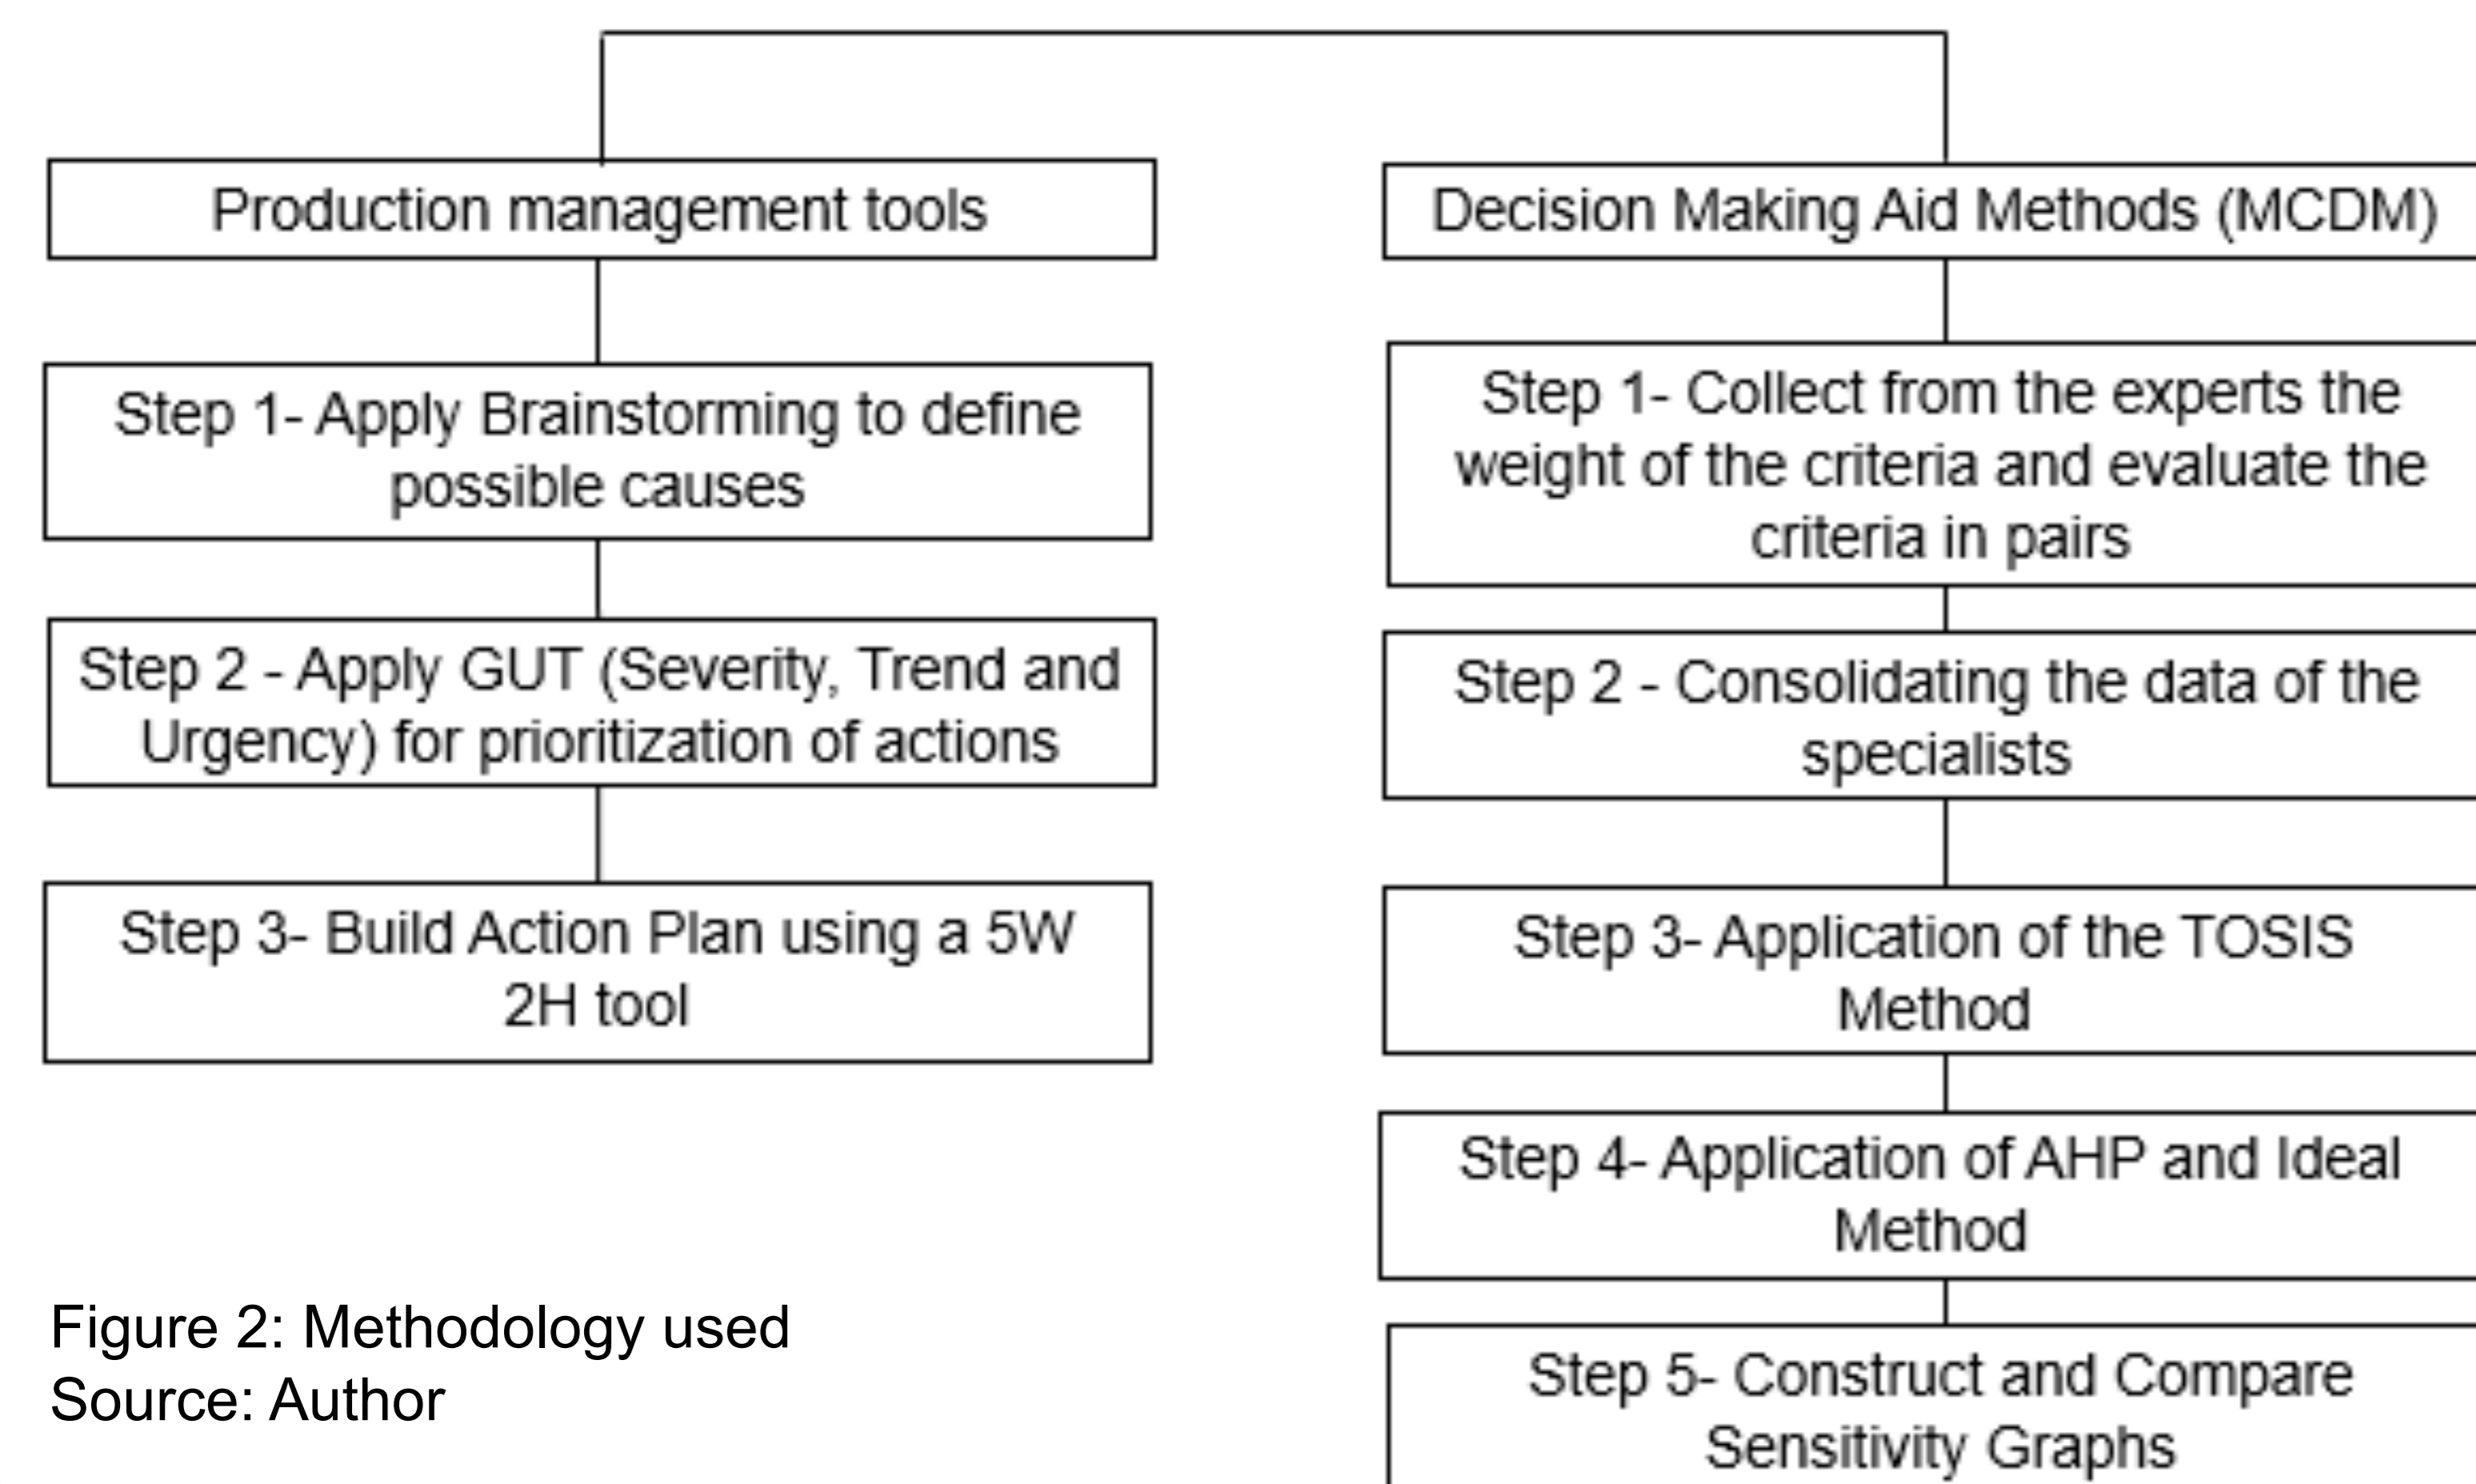 Production management tools
Step 1- Apply Brainstorming to define
possible causes
Step 2 - Apply GUT (Severity, Trend and
Urgency) for prioritization of actions
Step 3- Build Action Plan using a 5W
2H tool
Decision Making Aid Methods (MCDM)
Step 1- Collect from the experts the
weight of the criteria and evaluate the
criteria in pairs
Step 2 - Consolidating the data of the
specialists
Step 3- Application of the TOSIS
Method
Step 4- Application of AHP and Ideal
Method
Step 5- Construct and Compare
Sensitivity Graphs
Figure 2: Methodology used
Source: Author